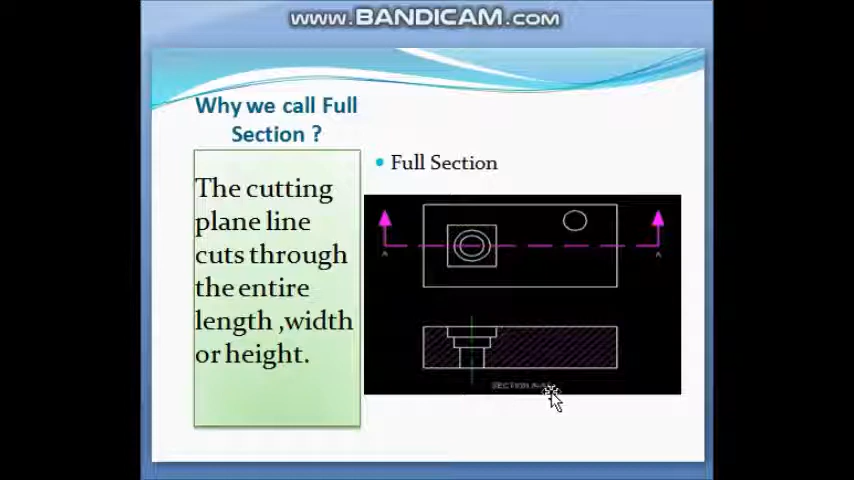 www.BANDICAM.com
Why we call Full
Section ?
The cutting
plane line
cuts through
the entire
length ,width
or height.
Full Section
A
A
SECTION A-A